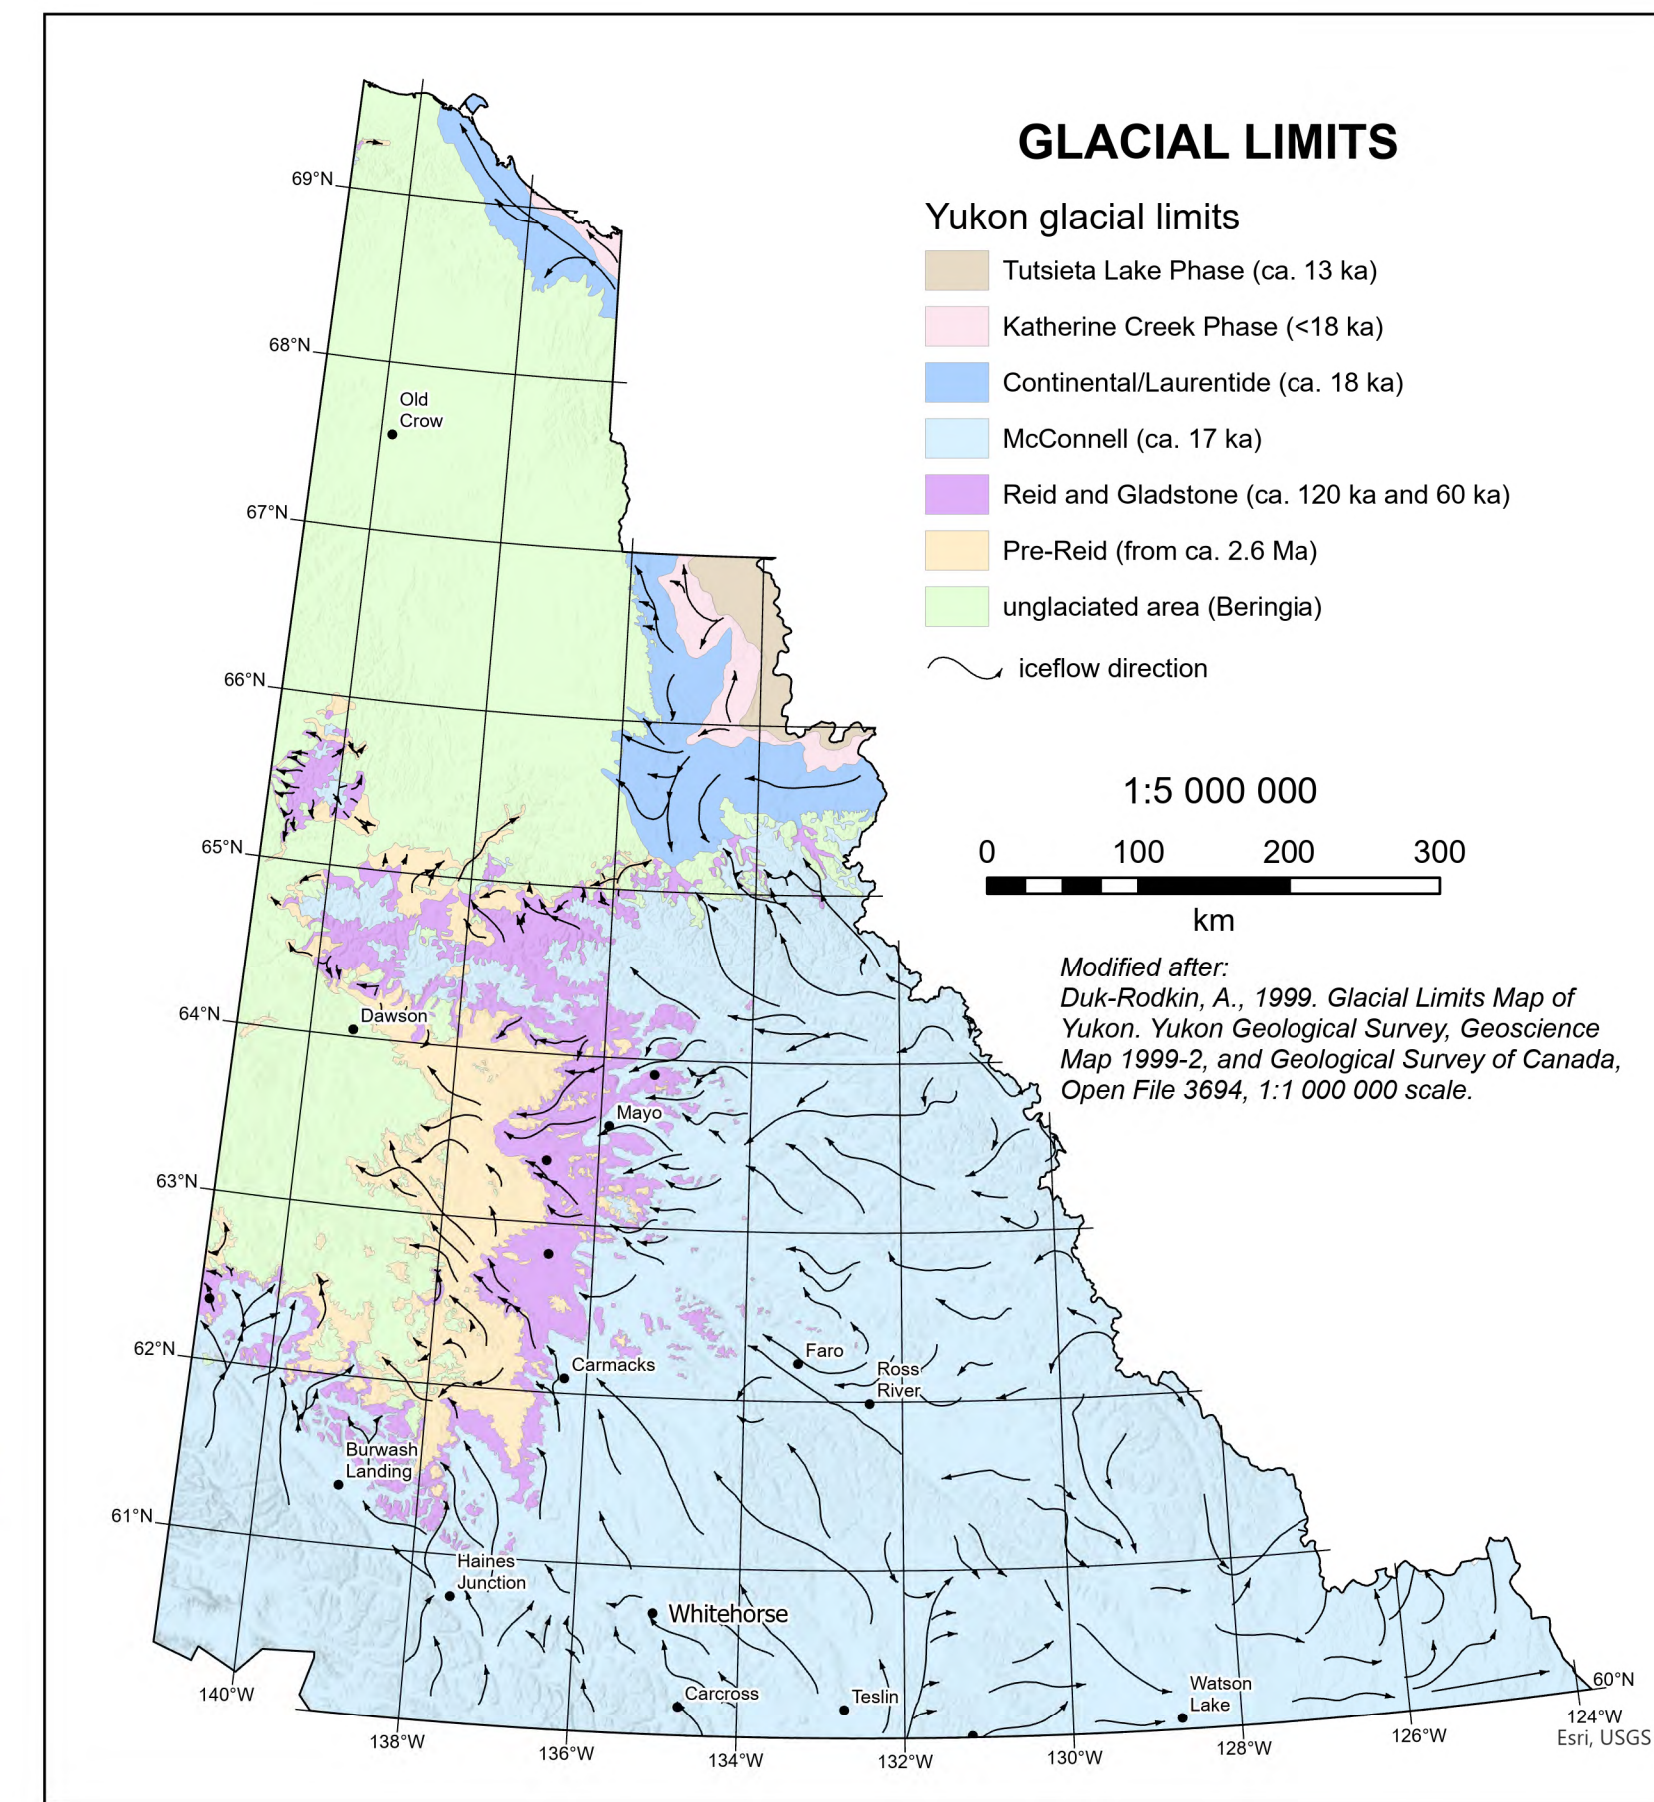 GLACIAL LIMITS
Yukon glacial limits
Tutsieta Lake Phase (ca. 13 ka)
Katherine Creek Phase (<18 ka)
Continental/Laurentide (ca. 18 ka)
McConnell (ca. 17 ka)
Reid and Gladstone (ca. 120 ka and 60 ka)
Pre-Reid (from ca. 2.6 Ma)
unglaciated area (Beringia)
iceflow direction
1:5 000 000
0 100 200 300
km
Modified after:
Duk-Rodkin, A., 1999. Glacial Limits Map of
Yukon. Yukon Geological Survey, Geoscience
Map 1999-2, and Geological Survey of Canada,
Open File 3694, 1:1 000 000 scale.
69°N
68°N
Old
Crow
67°N
66°N
65°N
64°N
Dawson
Mayo
63°N
62°N
Faro
Carmacks
Ross
River
Burwash
Landing
61°N
Haines
Junction
Whitehorse
Carcross
Teslin
Watson
Lake
60°N
140°W
138°W
136°W
134°W
132°W
130°W
128°W
126°W
124°W
Esri, USGS